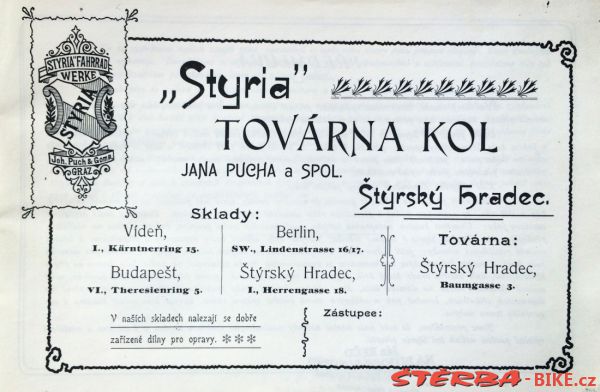 "STYRIA" FAHRRAD
WERKE
STYRIA
Joh. Puch & Comp.
GRAZ
„Styria"
TOVÁRNA KOL
JANA PUCHA a SPOL.
Štýrský Hradec.
Sklady:
Vídeň,
I., Kärntnerring 15.
Berlin,
SW., Lindenstrasse 16/17.
Budapešt,
VI., Theresienring 5.
Štýrský Hradec,
I., Herrengasse 18.
Továrna:
Štýrský Hradec,
Baumgasse 3.
V našich skladech nalezají se dobře
zařízené dílny pro opravy. ***
Zástupce:
ŠTĚRBA-BIKE.cz